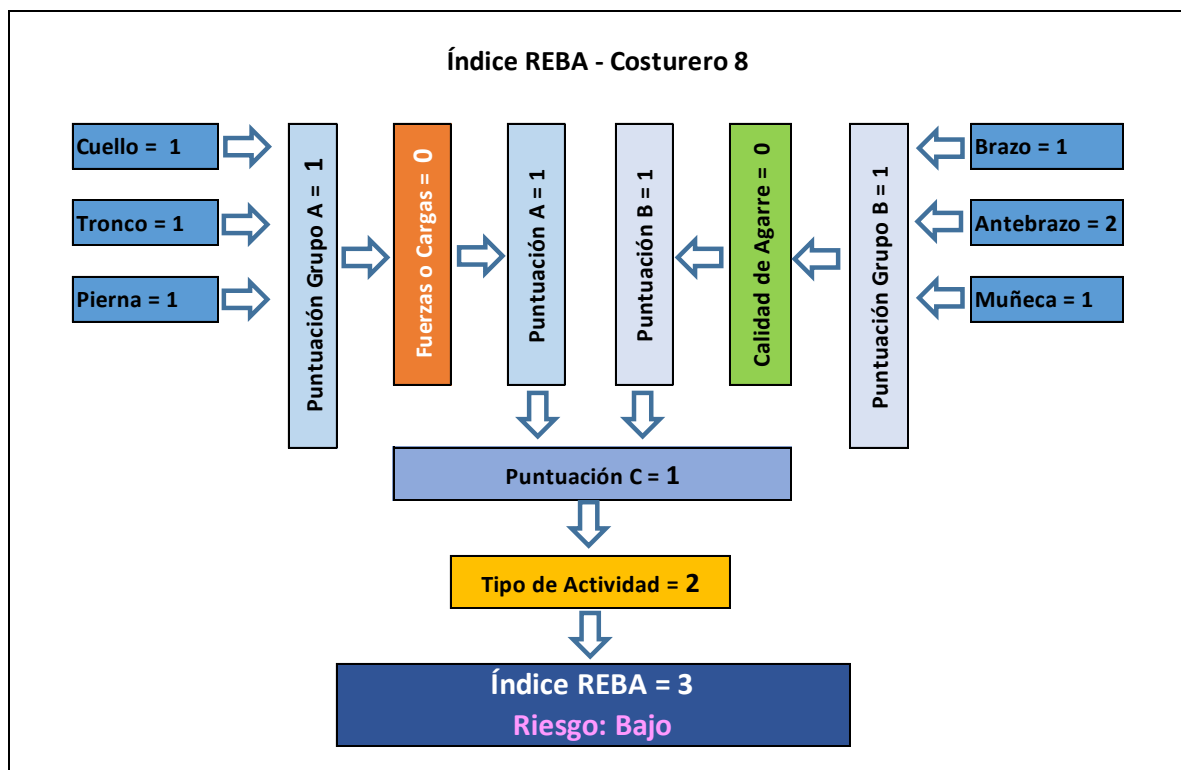 Índice REBA - Costurero 8
Cuello = 1
Tronco = 1
Pierna = 1
Puntuación Grupo A = 1
Fuerzas o Cargas = 0
Puntuación A = 1
Puntuación B = 1
Calidad de Agarre = 0
Puntuación Grupo B = 1
Brazo = 1
Antebrazo = 2
Muñeca = 1
Puntuación C = 1
Tipo de Actividad = 2
Índice REBA = 3
Riesgo: Bajo